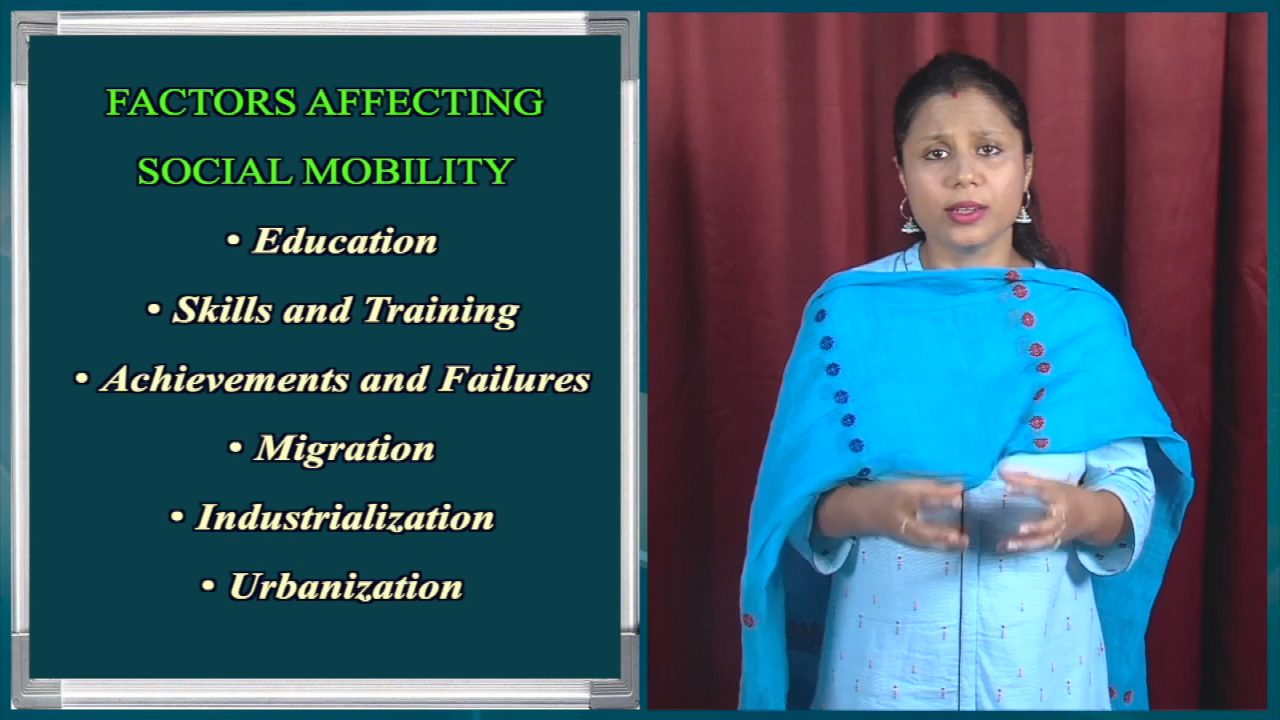 FACTORS AFFECTING
SOCIAL MOBILITY
• Education
• Skills and Training
• Achievements and Failures
• Migration
• Industrialization
• Urbanization